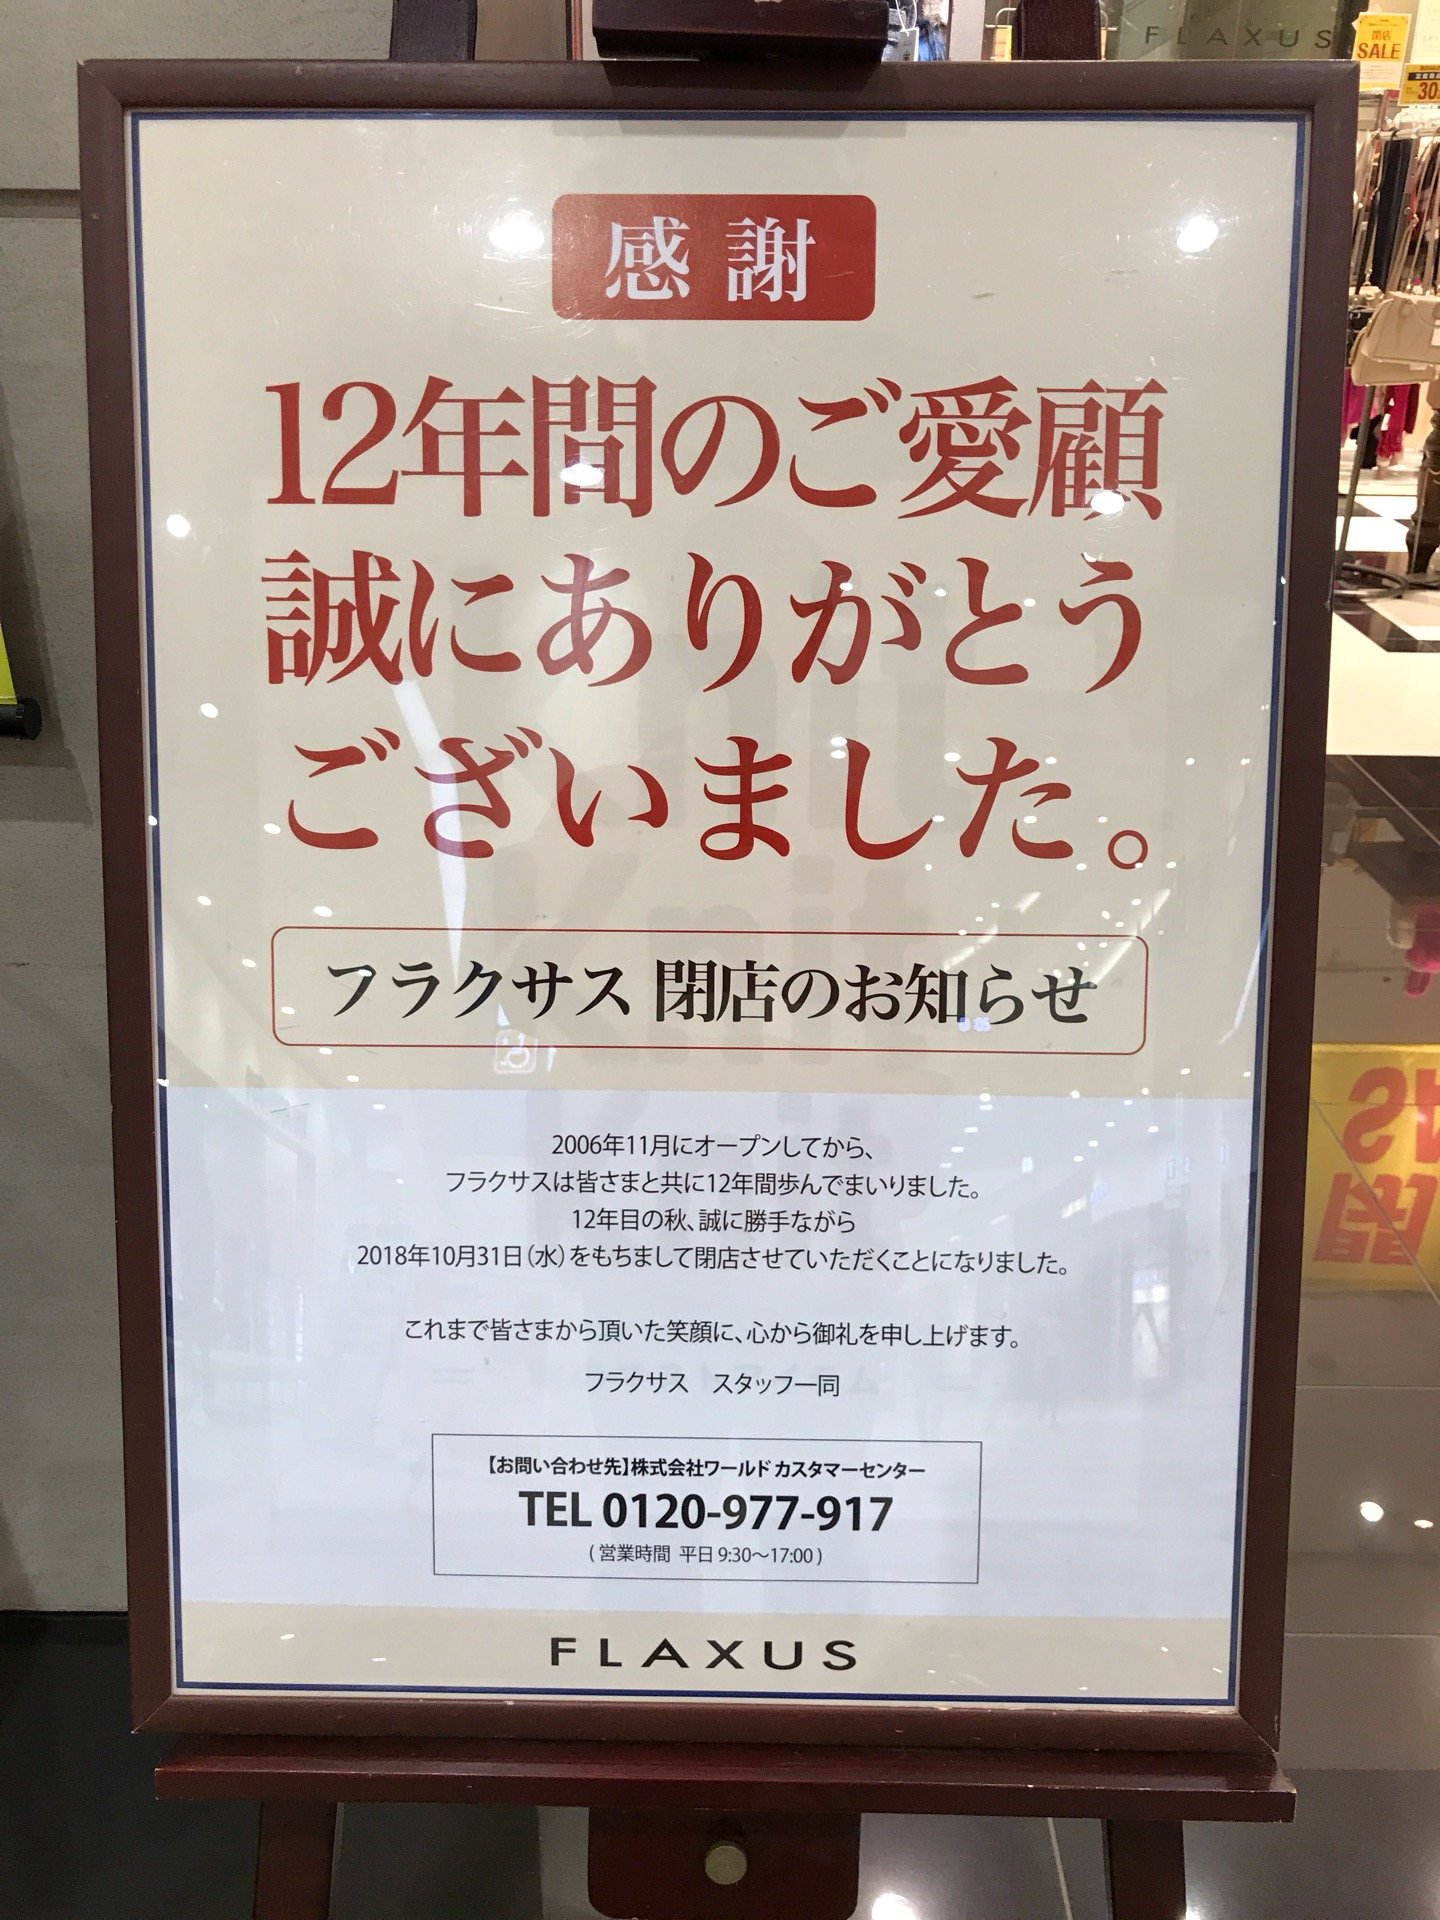 FLAXUS
閉店
SALE
30
感謝
12年間のご愛顧
誠にありがとう
ございました。
フラクサス 閉店のお知らせ
2006年11月にオープンしてから、
フラクサスは皆さまと共に12年間歩んでまいりました。
12年目の秋、誠に勝手ながら
2018年10月31日（水）をもちまして閉店させていただくことになりました。
これまで皆さまから頂いた笑顔に、心から御礼を申し上げます。
フラクサス　スタッフ一同
【お問い合わせ先】株式会社ワールド カスタマーセンター
TEL 0120-977-917
( 営業時間 平日 9:30〜17:00 )
FLAXUS